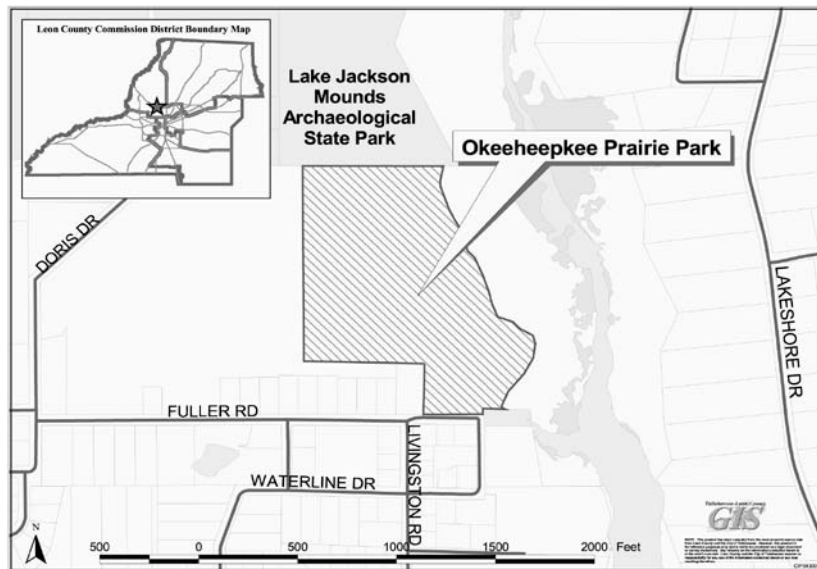 Leon County Commission District Boundary Map
Lake Jackson
Mounds
Archaeological
State Park
Okeeheepkee Prairie Park
DORIS DR
LAKESHORE DR
FULLER RD
LIVINGSTON RD
WATERLINE DR
GIS
N
500
0
500
1000
1500
2000
Feet